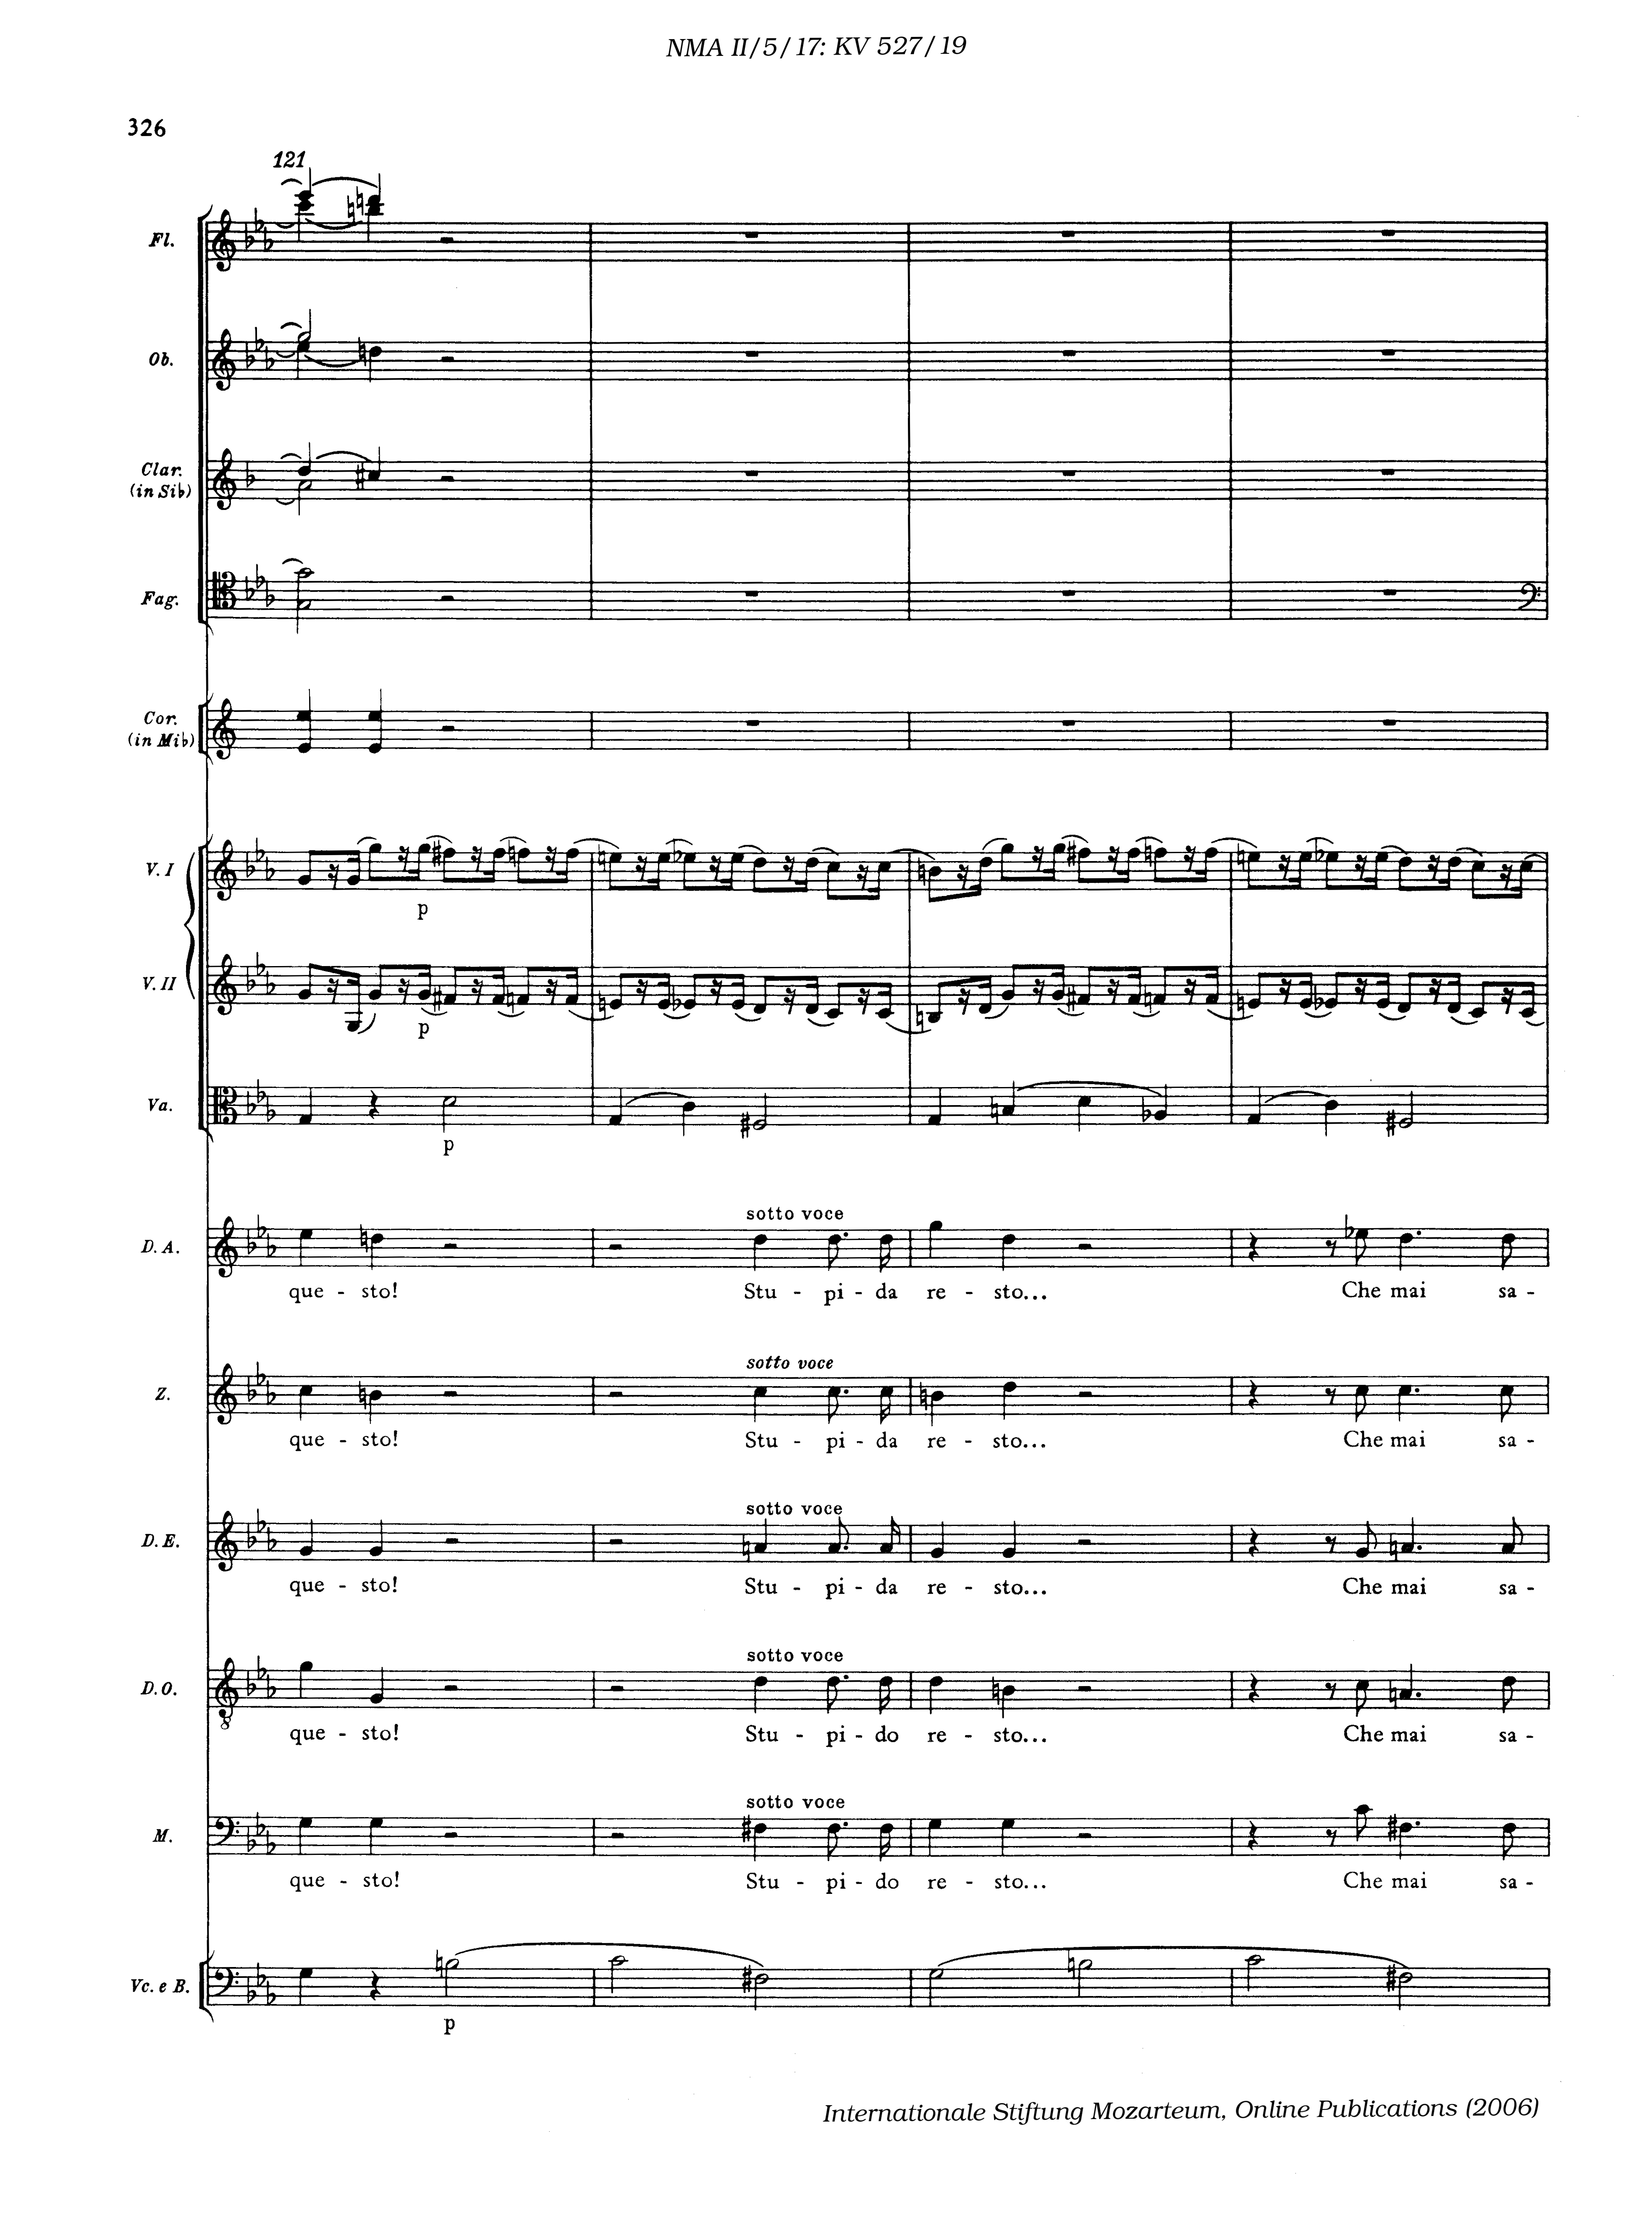 NMA II/5/17: KV 527/19
326
121
Fl.
Ob.
Clar.
(in Si♭)
Fag.
Cor.
(in Mi♭)
V. I
p
V. II
p
Va.
p
sotto voce
D. A.
que - sto! Stu - pi - da re - sto... Che mai sa -
sotto voce
Z.
que - sto! Stu - pi - da re - sto... Che mai sa -
sotto voce
D. E.
que - sto! Stu - pi - da re - sto... Che mai sa -
sotto voce
D. O.
que - sto! Stu - pi - do re - sto... Che mai sa -
sotto voce
M.
que - sto! Stu - pi - do re - sto... Che mai sa -
Vc. e B.
p
Internationale Stiftung Mozarteum, Online Publications (2006)